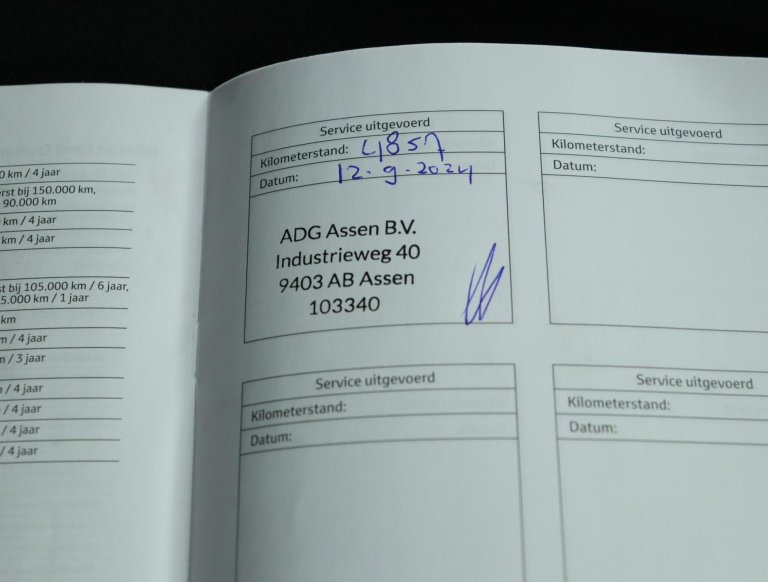 0 km / 4 jaar
erst bij 150.000 km,
90.000 km
km / 4 jaar
km / 4 jaar
st bij 105.000 km / 6 jaar,
5.000 km / 1 jaar
km
m / 4 jaar
n / 3 jaar
/ 4 jaar
/ 4 jaar
/ 4 jaar
/ 4 jaar
Service uitgevoerd
Kilometerstand: 4857
Datum: 12-9-2024
ADG Assen B.V.
Industrieweg 40
9403 AB Assen
103340
Service uitgevoerd
Kilometerstand:
Datum:
Service uitgevoerd
Kilometerstand:
Datum:
Service uitgevoerd
Kilometerstand:
Datum: